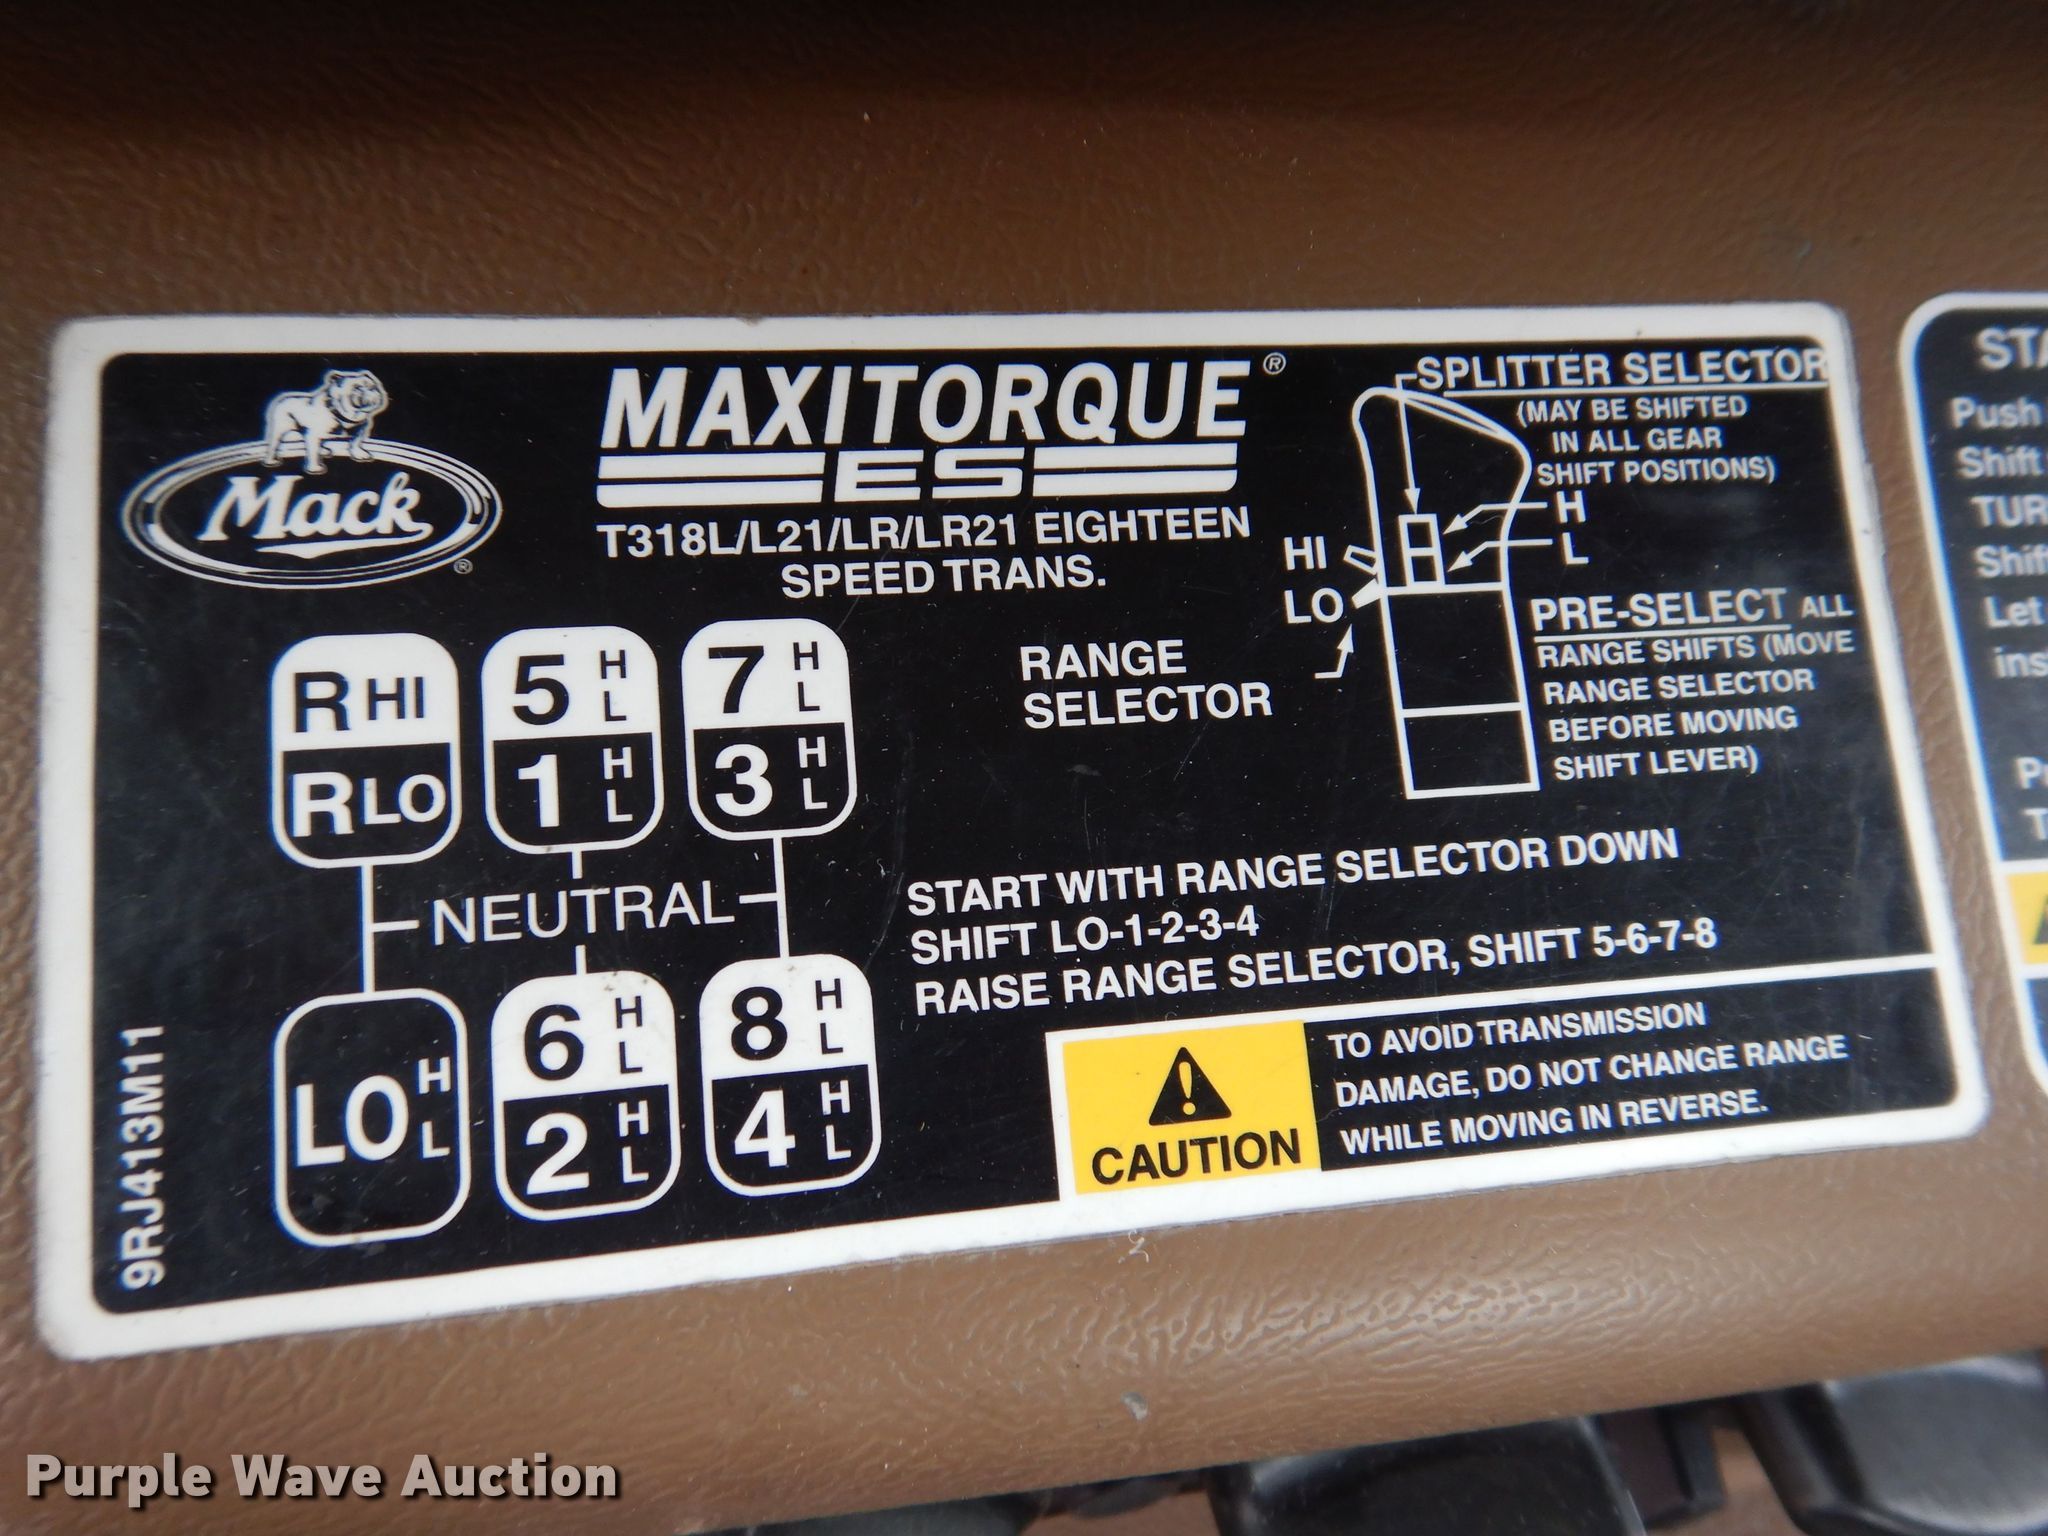 Mack
®
MAXITORQUE®
ES
T318L/L21/LR/LR21 EIGHTEEN
SPEED TRANS.
SPLITTER SELECTOR
(MAY BE SHIFTED
IN ALL GEAR
SHIFT POSITIONS)
H
L
HI
LO
RANGE
SELECTOR
PRE-SELECT ALL
RANGE SHIFTS (MOVE
RANGE SELECTOR
BEFORE MOVING
SHIFT LEVER)
R HI
R LO
5 H L
1 H L
7 H L
3 H L
NEUTRAL
LO H L
6 H L
2 H L
8 H L
4 H L
START WITH RANGE SELECTOR DOWN
SHIFT LO-1-2-3-4
RAISE RANGE SELECTOR, SHIFT 5-6-7-8
CAUTION
TO AVOID TRANSMISSION
DAMAGE, DO NOT CHANGE RANGE
WHILE MOVING IN REVERSE.
9RJ413M11
Push
Shift
Let
Purple Wave Auction